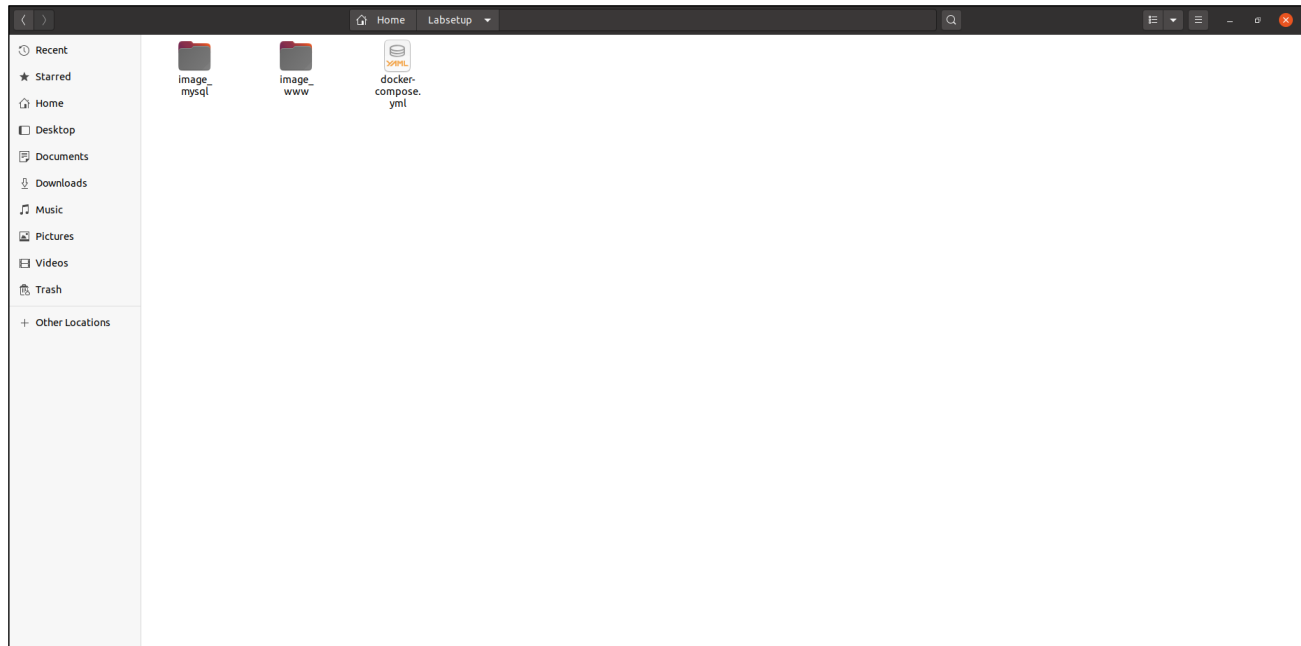 Home Labsetup
Recent
Starred
Home
Desktop
Documents
Downloads
Music
Pictures
Videos
Trash
Other Locations
image_
mysql
image_
www
YAML
docker-
compose.
yml